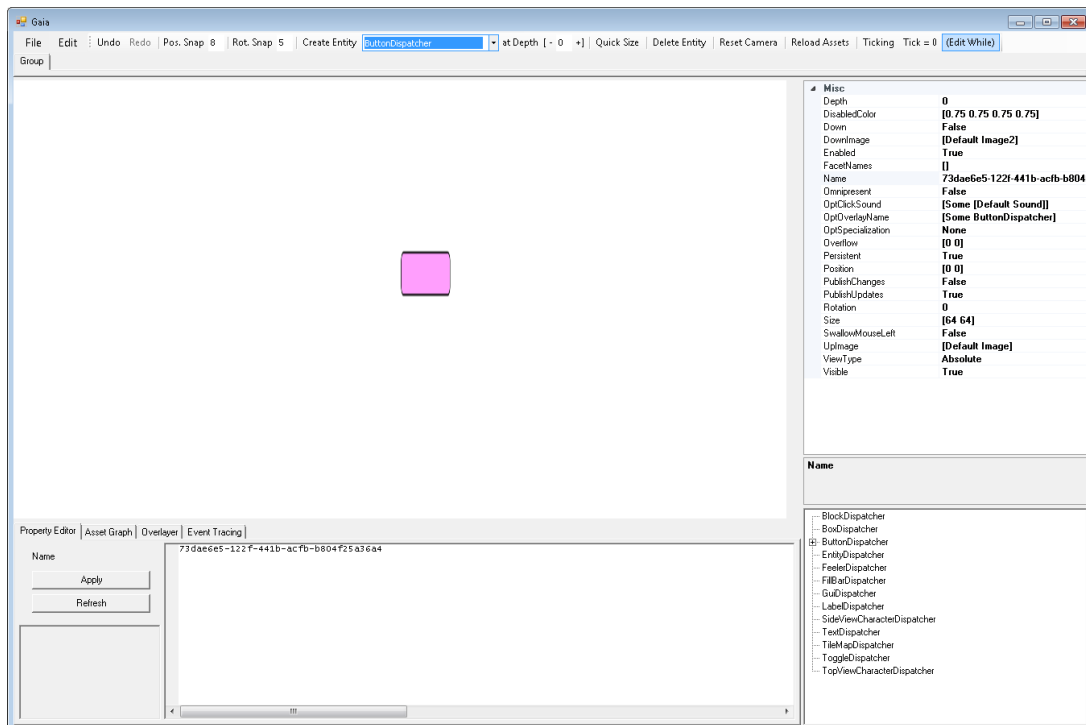 Gaia
File Edit Undo Redo Pos. Snap 8 Rot. Snap 5 Create Entity ButtonDispatcher at Depth [ - 0 +] Quick Size Delete Entity Reset Camera Reload Assets Ticking Tick = 0 (Edit While)
Group
Misc
Depth 0
DisabledColor [0.75 0.75 0.75 0.75]
Down False
DownImage [Default Image2]
Enabled True
FacetNames []
Name 73dae6e5-122f-441b-acfb-b804
Omnipresent False
OptClickSound [Some [Default Sound]]
OptOverlayName [Some ButtonDispatcher]
OptSpecialization None
Overflow [0 0]
Persistent True
Position [0 0]
PublishChanges False
PublishUpdates True
Rotation 0
Size [64 64]
SwallowMouseLeft False
UpImage [Default Image]
ViewType Absolute
Visible True
Name
Property Editor Asset Graph Overlayer Event Tracing
Name
Apply
Refresh
73dae6e5-122f-441b-acfb-b804f25a36a4
BlockDispatcher
BoxDispatcher
ButtonDispatcher
EntityDispatcher
FeelerDispatcher
FillBarDispatcher
GuiDispatcher
LabelDispatcher
SideViewCharacterDispatcher
TextDispatcher
TileMapDispatcher
ToggleDispatcher
TopViewCharacterDispatcher